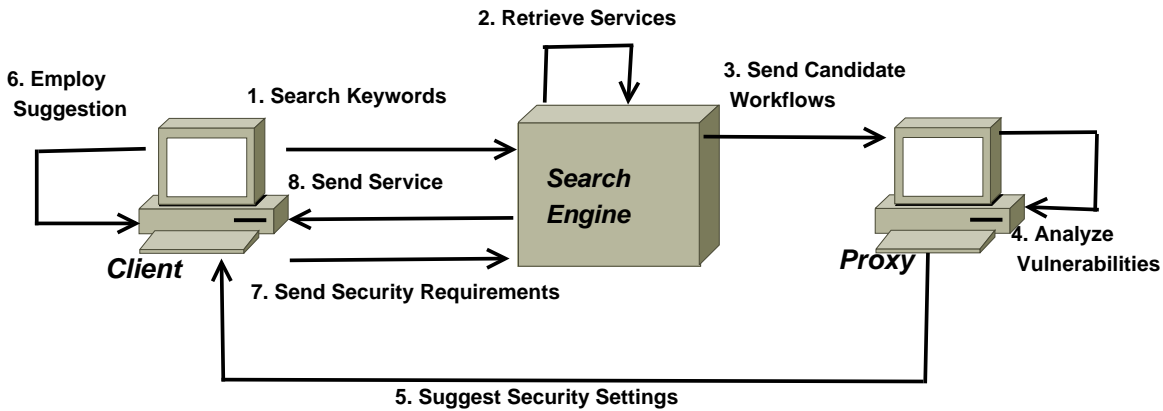 2. Retrieve Services
6. Employ
Suggestion
1. Search Keywords
3. Send Candidate
Workflows
8. Send Service
Search
Engine
Client
Proxy
4. Analyze
Vulnerabilities
7. Send Security Requirements
5. Suggest Security Settings